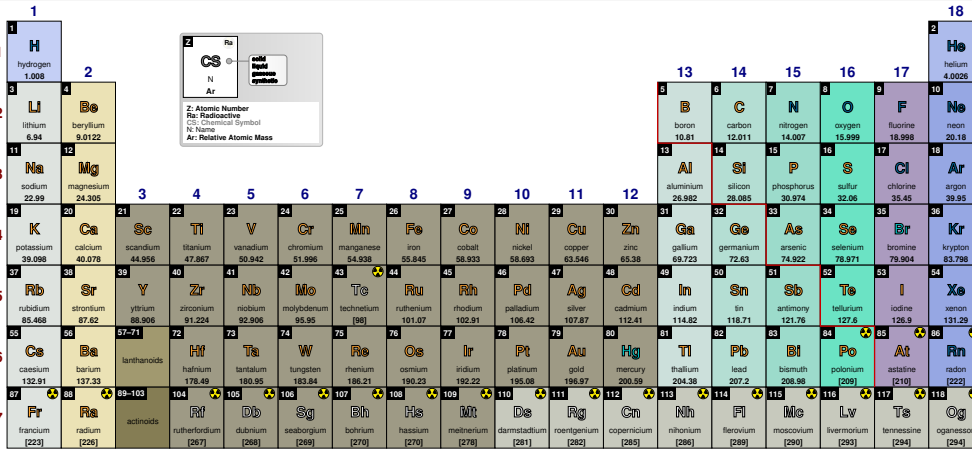 1 18
1 2
H He
hydrogen helium
1.008 4.0026
Z Ra
CS
N
Ar
solid
liquid
gaseous
synthetic
Z: Atomic Number
Ra: Radioactive
CS: Chemical Symbol
N: Name
Ar: Relative Atomic Mass
2 13 14 15 16 17
3 4 5 6 7 8 9 10
Li Be B C N O F Ne
lithium beryllium boron carbon nitrogen oxygen fluorine neon
6.94 9.0122 10.81 12.011 14.007 15.999 18.998 20.18
11 12 13 14 15 16 17 18
Na Mg Al Si P S Cl Ar
sodium magnesium aluminium silicon phosphorus sulfur chlorine argon
22.99 24.305 26.982 28.085 30.974 32.06 35.45 39.95
3 4 5 6 7 8 9 10 11 12
19 20 21 22 23 24 25 26 27 28 29 30 31 32 33 34 35 36
K Ca Sc Ti V Cr Mn Fe Co Ni Cu Zn Ga Ge As Se Br Kr
potassium calcium scandium titanium vanadium chromium manganese iron cobalt nickel copper zinc gallium germanium arsenic selenium bromine krypton
39.098 40.078 44.956 47.867 50.942 51.996 54.938 55.845 58.933 58.693 63.546 65.38 69.723 72.63 74.922 78.971 79.904 83.798
37 38 39 40 41 42 43 44 45 46 47 48 49 50 51 52 53 54
Rb Sr Y Zr Nb Mo Tc Ru Rh Pd Ag Cd In Sn Sb Te I Xe
rubidium strontium yttrium zirconium niobium molybdenum technetium ruthenium rhodium palladium silver cadmium indium tin antimony tellurium iodine xenon
85.468 87.62 88.906 91.224 92.906 95.95 [98] 101.07 102.91 106.42 107.87 112.41 114.82 118.71 121.76 127.6 126.9 131.29
55 56 57–71 72 73 74 75 76 77 78 79 80 81 82 83 84 85 86
Cs Ba Hf Ta W Re Os Ir Pt Au Hg Tl Pb Bi Po At Rn
caesium barium lanthanoids hafnium tantalum tungsten rhenium osmium iridium platinum gold mercury thallium lead bismuth polonium astatine radon
132.91 137.33 178.49 180.95 183.84 186.21 190.23 192.22 195.08 196.97 200.59 204.38 207.2 208.98 [209] [210] [222]
87 88 89–103 104 105 106 107 108 109 110 111 112 113 114 115 116 117 118
Fr Ra Rf Db Sg Bh Hs Mt Ds Rg Cn Nh Fl Mc Lv Ts Og
francium radium actinoids rutherfordium dubnium seaborgium bohrium hassium meitnerium darmstadtium roentgenium copernicium nihonium flerovium moscovium livermorium tennessine oganesso
[223] [226] [267] [268] [269] [270] [270] [278] [281] [282] [285] [286] [289] [290] [293] [294] [294]